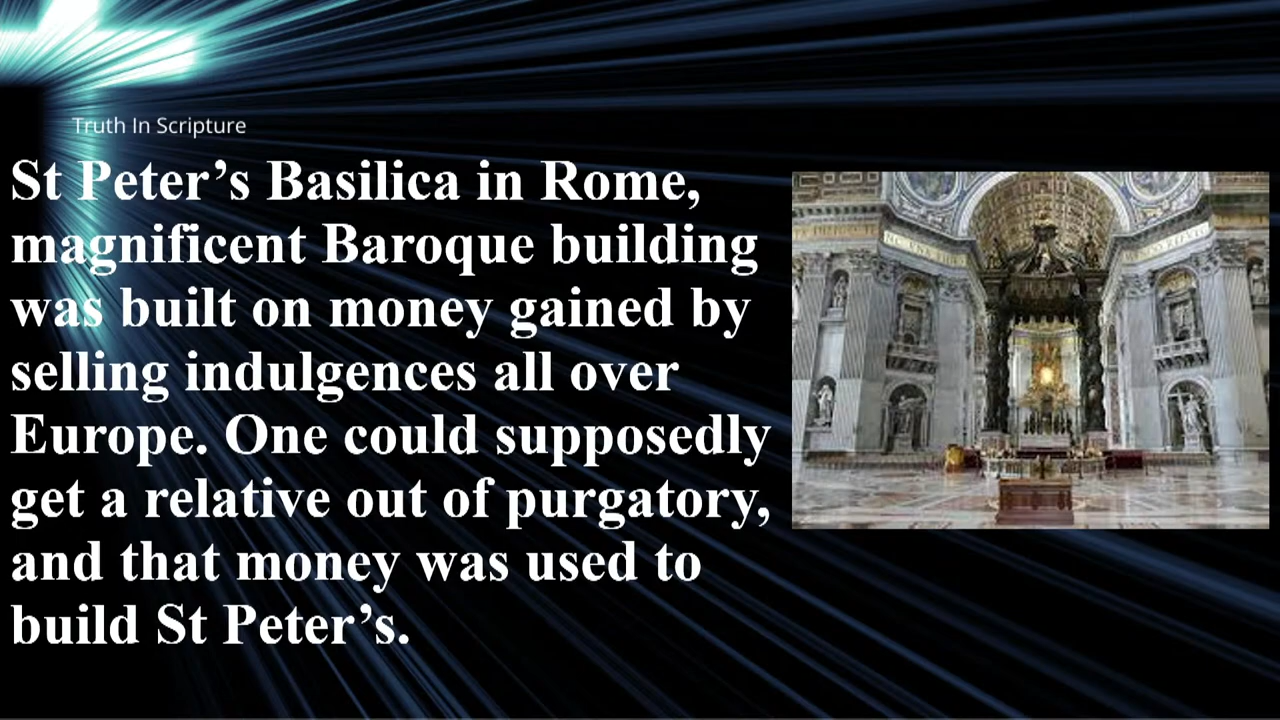 Truth In Scripture
St Peter’s Basilica in Rome,
magnificent Baroque building
was built on money gained by
selling indulgences all over
Europe. One could supposedly
get a relative out of purgatory,
and that money was used to
build St Peter’s.